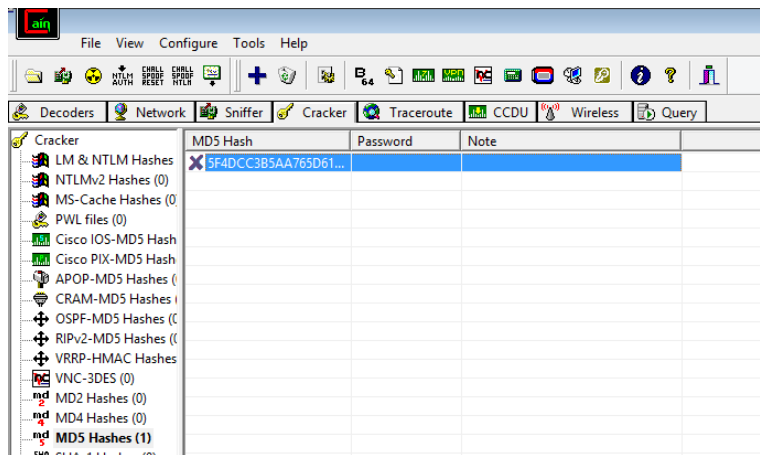 aín
File View Configure Tools Help
NTLM AUTH CHALL SPOOF RESET CHALL SPOOF NTLM B 64
Decoders Network Sniffer Cracker Traceroute CCDU Wireless Query
Cracker MD5 Hash Password Note
LM & NTLM Hashes 5F4DCC3B5AA765D61...
NTLMv2 Hashes (0)
MS-Cache Hashes (0)
PWL files (0)
Cisco IOS-MD5 Hash
Cisco PIX-MD5 Hash
APOP-MD5 Hashes (
CRAM-MD5 Hashes (
OSPF-MD5 Hashes (0
RIPv2-MD5 Hashes (0
VRRP-HMAC Hashes
VNC-3DES (0)
MD2 Hashes (0)
MD4 Hashes (0)
MD5 Hashes (1)